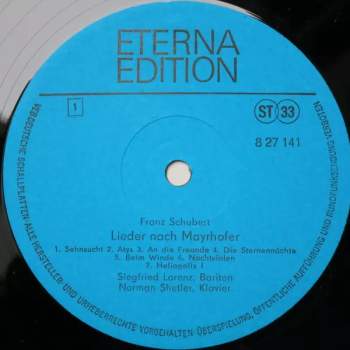 ETERNA
EDITION
1
ST 33
8 27 141
Franz Schubert
Lieder nach Mayrhofer
1. Sehnsucht 2. Atys 3. An die Freunde 4. Die Sternennächte
5. Beim Winde 6. Nachtviolen
7. Heliopolis I
Siegfried Lorenz, Bariton
Norman Shetler, Klavier
VEB DEUTSCHE SCHALLPLATTEN ALLE HERSTELLER- UND URHEBERRECHTE VORBEHALTEN ÜBERSPIELUNG, ÖFFENTLICHE AUFFÜHRUNG UND RUNDFUNKSENDUNG VERBOTEN